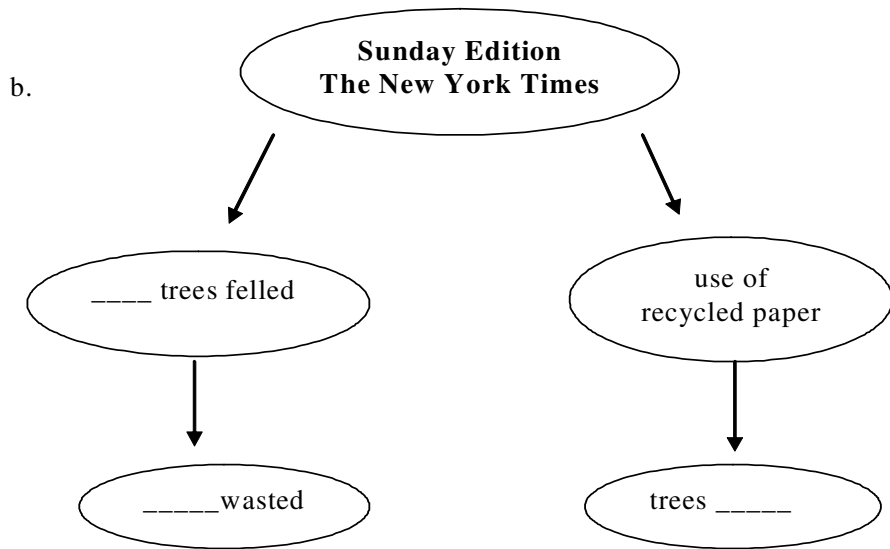 Sunday Edition
The New York Times
b.
____ trees felled
use of
recycled paper
_____wasted
trees _____